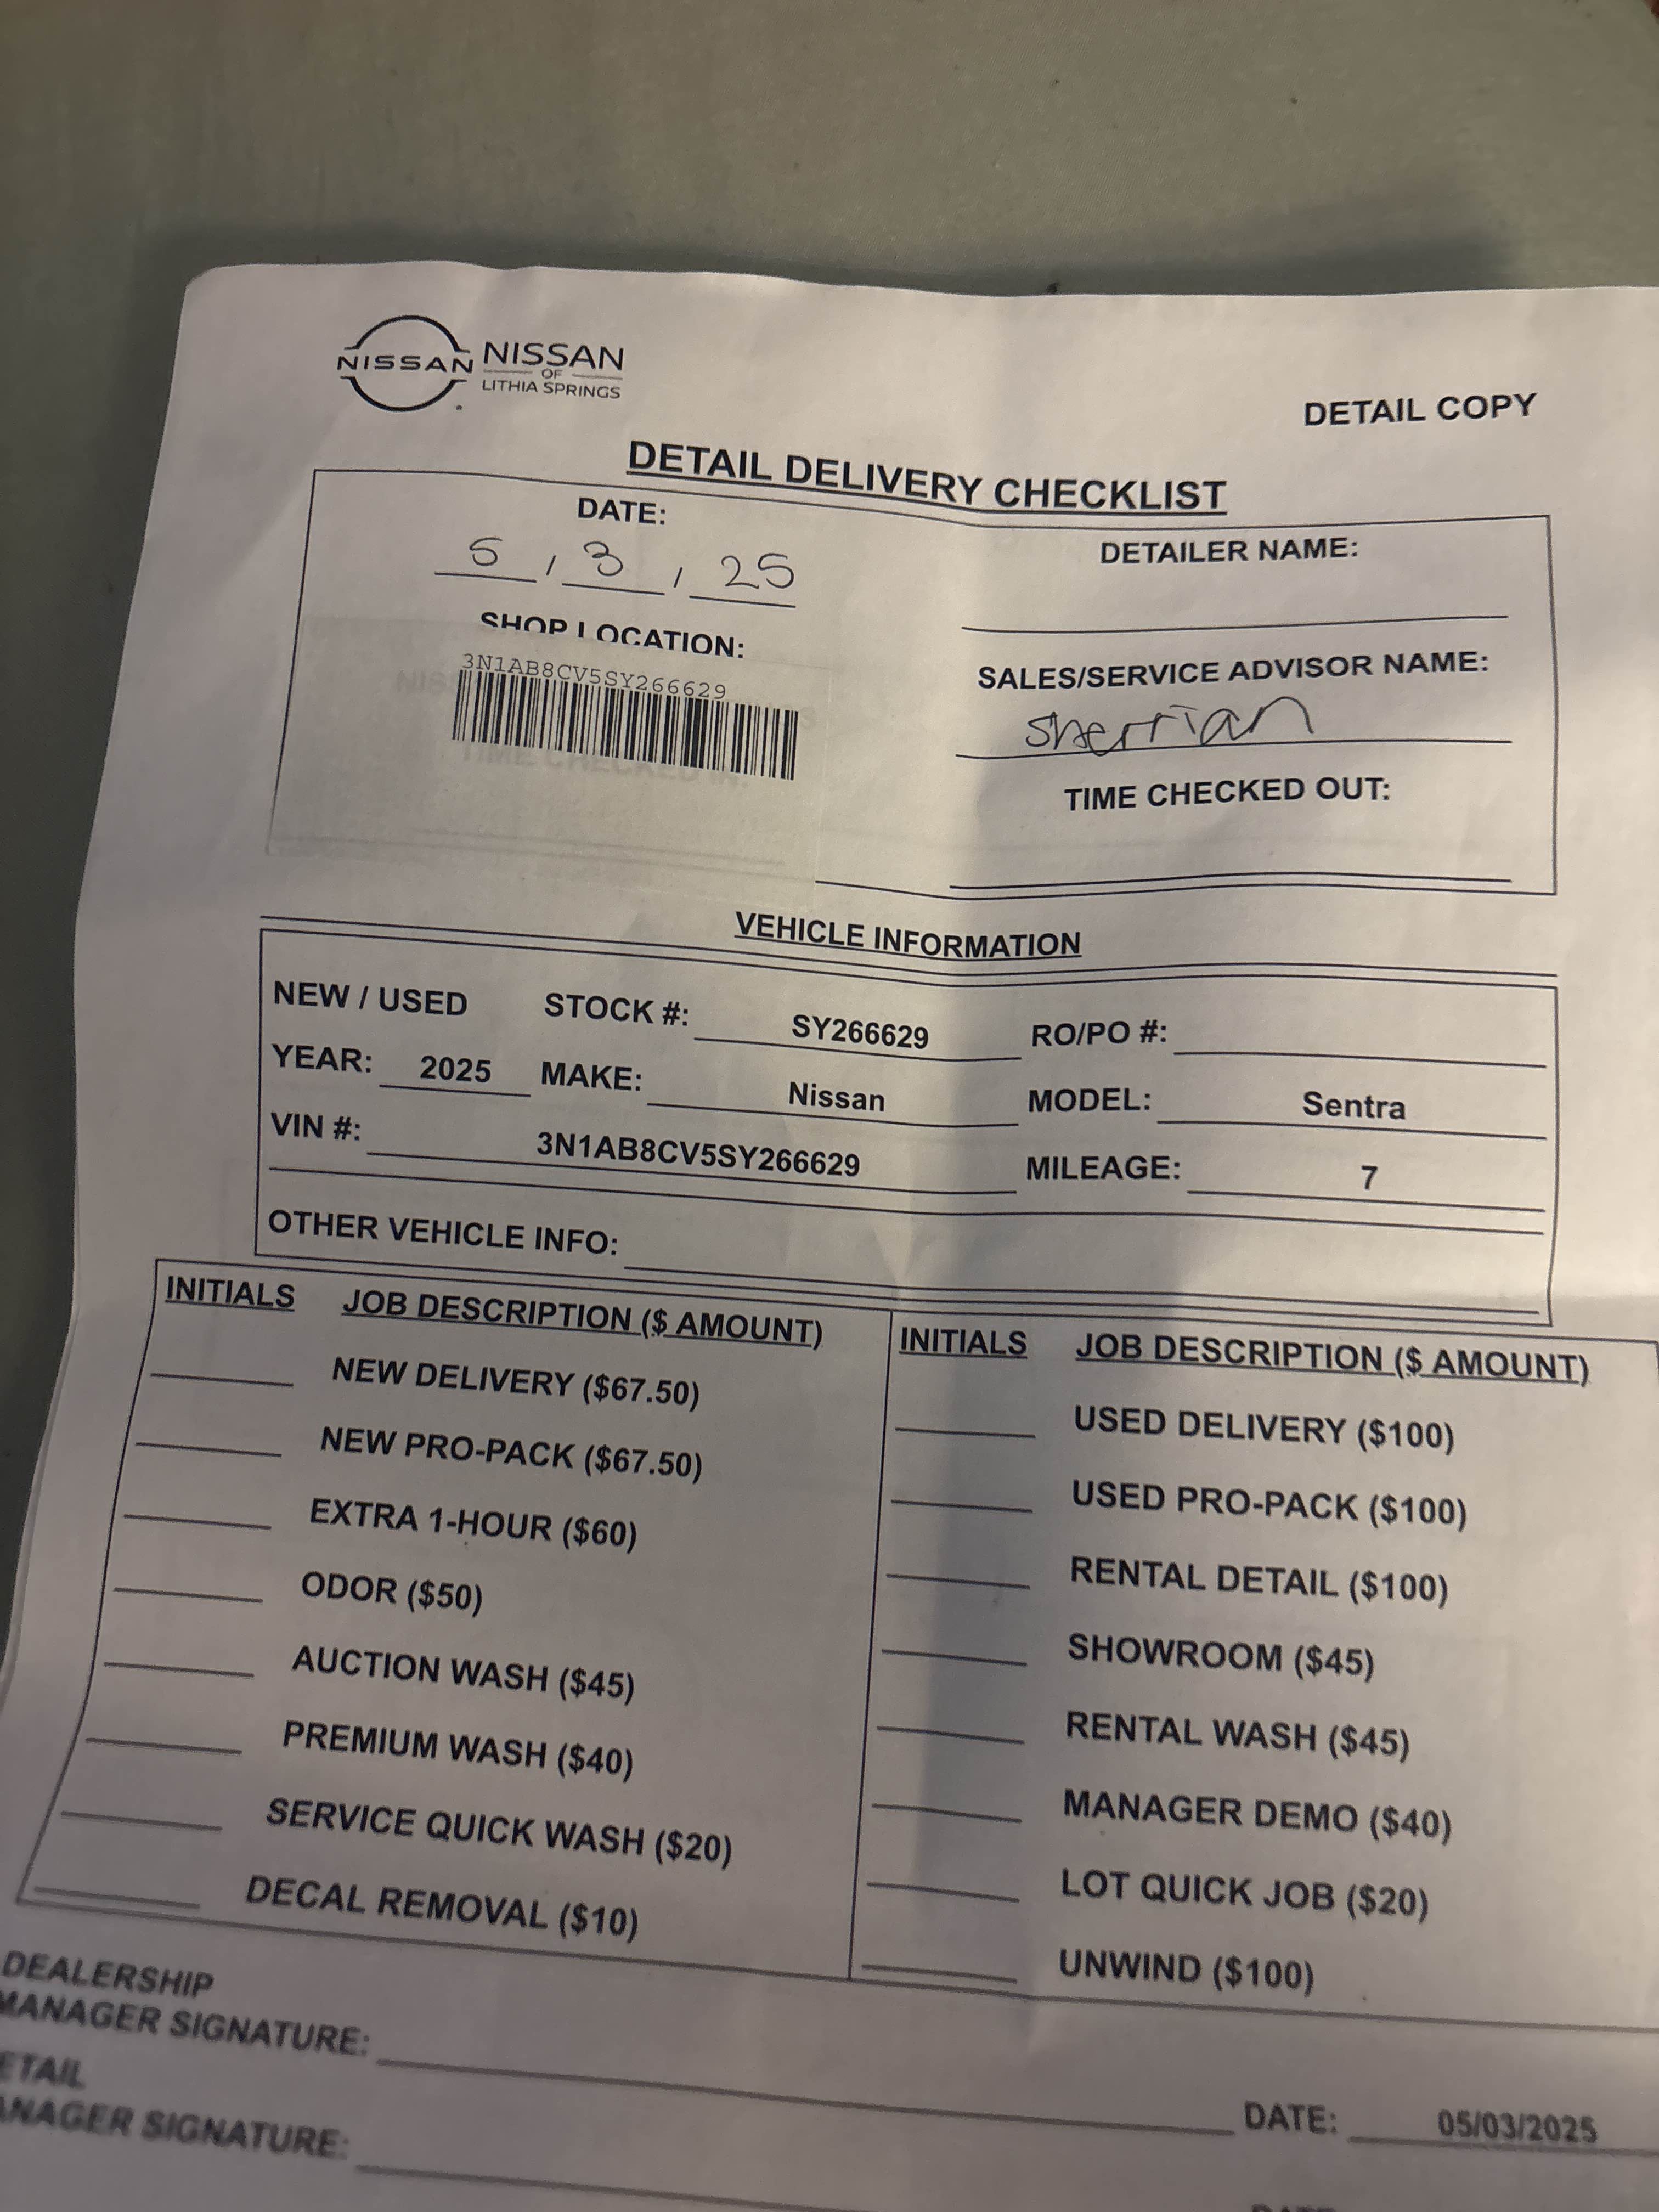 NISSAN NISSAN
OF
LITHIA SPRINGS
DETAIL COPY
DETAIL DELIVERY CHECKLIST
DATE:
5 / 3 / 25
DETAILER NAME:
SHOP LOCATION:
3N1AB8CV5SY266629
SALES/SERVICE ADVISOR NAME:
Sherrian
TIME CHECKED OUT:
VEHICLE INFORMATION
NEW / USED STOCK #: SY266629 RO/PO #:
YEAR: 2025 MAKE: Nissan MODEL: Sentra
VIN #: 3N1AB8CV5SY266629 MILEAGE: 7
OTHER VEHICLE INFO:
INITIALS JOB DESCRIPTION ($ AMOUNT)
NEW DELIVERY ($67.50)
NEW PRO-PACK ($67.50)
EXTRA 1-HOUR ($60)
ODOR ($50)
AUCTION WASH ($45)
PREMIUM WASH ($40)
SERVICE QUICK WASH ($20)
DECAL REMOVAL ($10)
INITIALS JOB DESCRIPTION ($ AMOUNT)
USED DELIVERY ($100)
USED PRO-PACK ($100)
RENTAL DETAIL ($100)
SHOWROOM ($45)
RENTAL WASH ($45)
MANAGER DEMO ($40)
LOT QUICK JOB ($20)
UNWIND ($100)
DEALERSHIP
MANAGER SIGNATURE:
DATE: 05/03/2025
ETAIL
ANAGER SIGNATURE: